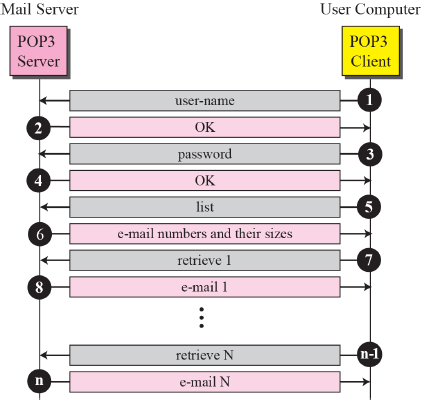 Mail Server
User Computer
POP3
Server
POP3
Client
user-name
1
2
OK
password
3
4
OK
list
5
6
e-mail numbers and their sizes
retrieve 1
7
8
e-mail 1
retrieve N
n-1
n
e-mail N